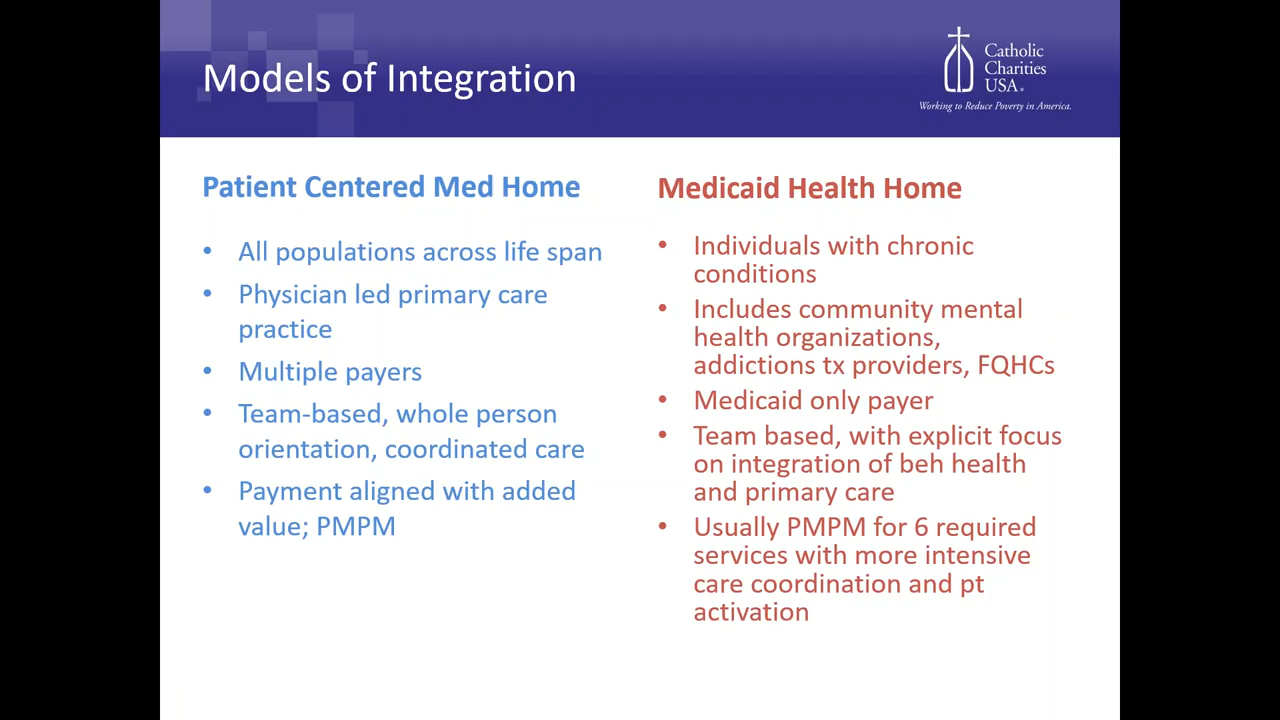 Models of Integration
Catholic
Charities
USA®
Working to Reduce Poverty in America.
Patient Centered Med Home
• All populations across life span
• Physician led primary care
practice
• Multiple payers
• Team-based, whole person
orientation, coordinated care
• Payment aligned with added
value; PMPM
Medicaid Health Home
• Individuals with chronic
conditions
• Includes community mental
health organizations,
addictions tx providers, FQHCs
• Medicaid only payer
• Team based, with explicit focus
on integration of beh health
and primary care
• Usually PMPM for 6 required
services with more intensive
care coordination and pt
activation